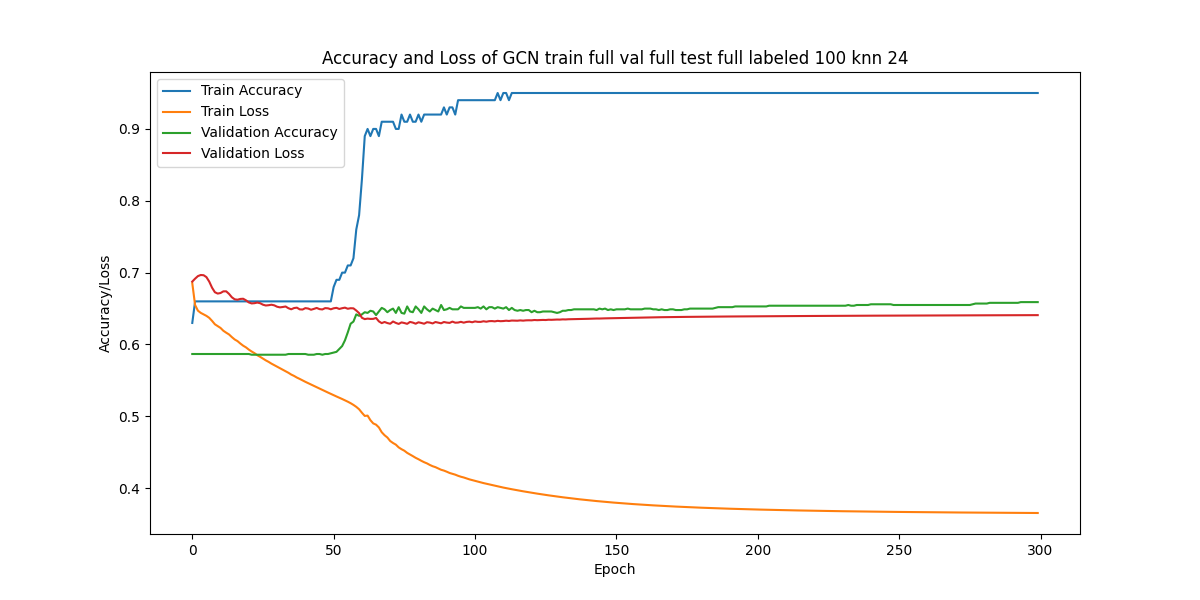 Accuracy and Loss of GCN train full val full test full labeled 100 knn 24
Train Accuracy
Train Loss
Validation Accuracy
Validation Loss
Accuracy/Loss
0.9
0.8
0.7
0.6
0.5
0.4
0 50 100 150 200 250 300
Epoch